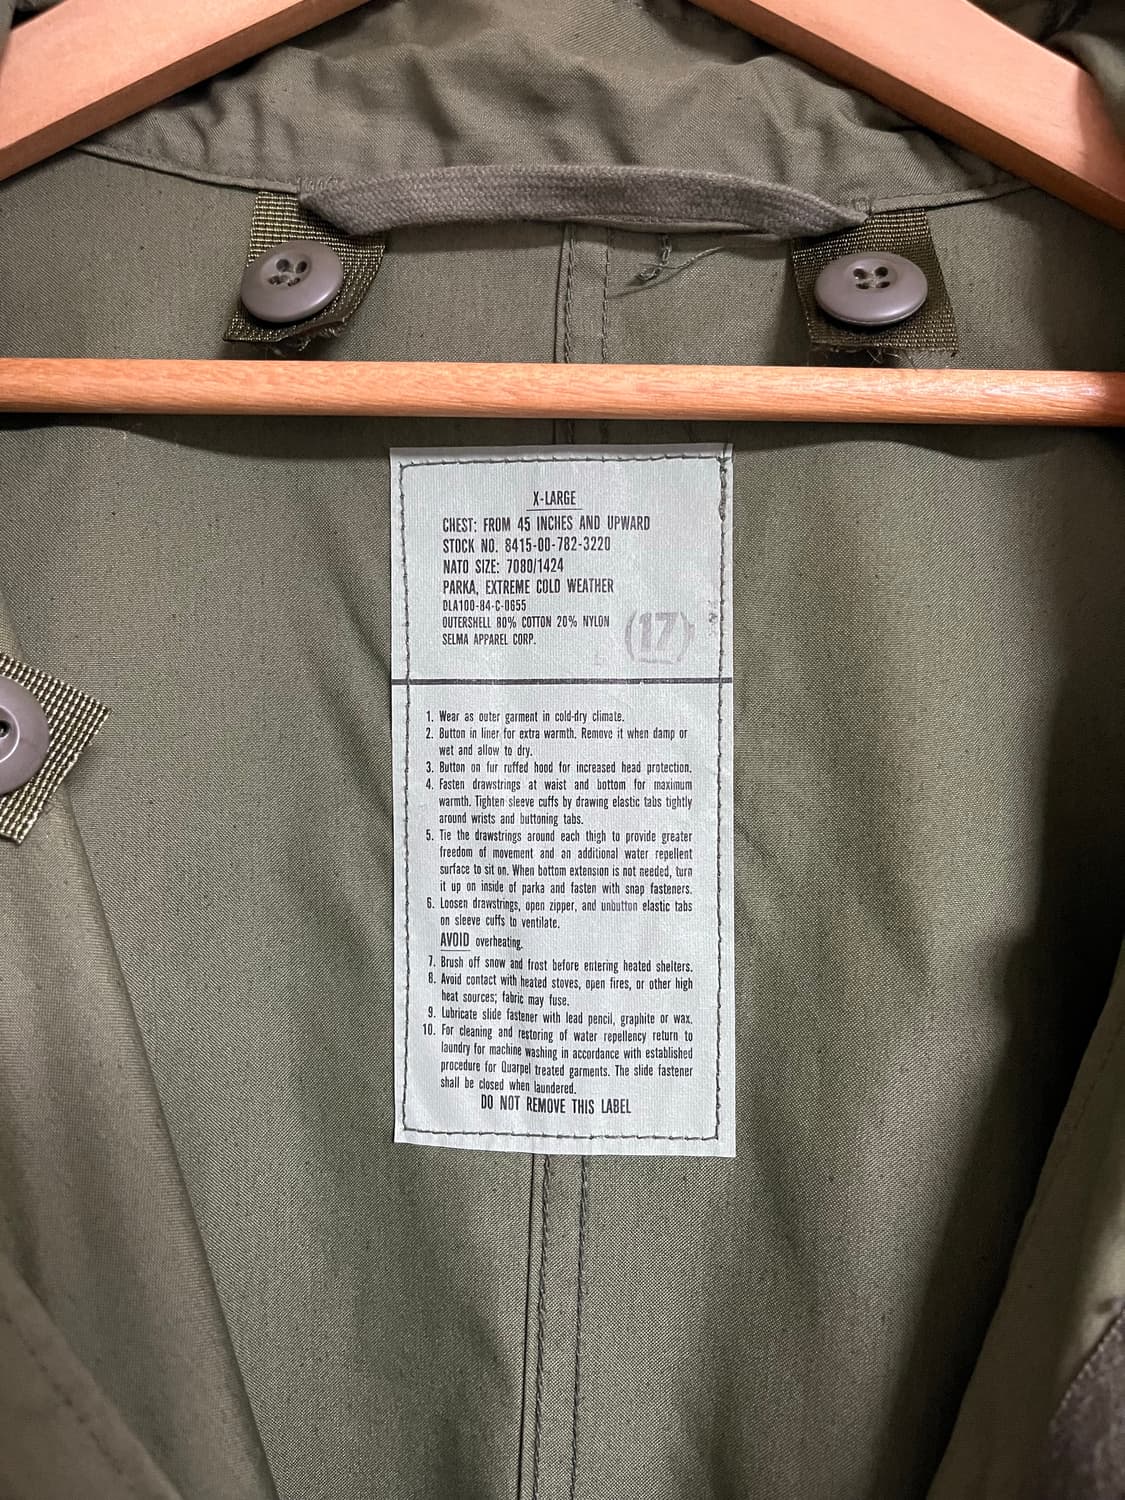 X-LARGE
CHEST: FROM 45 INCHES AND UPWARD
STOCK NO. 8415-00-782-3220
NATO SIZE: 7080/1424
PARKA, EXTREME COLD WEATHER
DLA100-84-C-0655
OUTERSHELL 80% COTTON 20% NYLON
SELMA APPAREL CORP.
(17)
1. Wear as outer garment in cold-dry climate.
2. Button in liner for extra warmth. Remove it when damp or
wet and allow to dry.
3. Button on fur ruffed hood for increased head protection.
4. Fasten drawstrings at waist and bottom for maximum
warmth. Tighten sleeve cuffs by drawing elastic tabs tightly
around wrists and buttoning tabs.
5. Tie the drawstrings around each thigh to provide greater
freedom of movement and an additional water repellent
surface to sit on. When bottom extension is not needed, turn
it up on inside of parka and fasten with snap fasteners.
6. Loosen drawstrings, open zipper, and unbutton elastic tabs
on sleeve cuffs to ventilate.
AVOID overheating.
7. Brush off snow and frost before entering heated shelters.
8. Avoid contact with heated stoves, open fires, or other high
heat sources; fabric may fuse.
9. Lubricate slide fastener with lead pencil, graphite or wax.
10. For cleaning and restoring of water repellency return to
laundry for machine washing in accordance with established
procedure for Quarpel treated garments. The slide fastener
shall be closed when laundered.
DO NOT REMOVE THIS LABEL